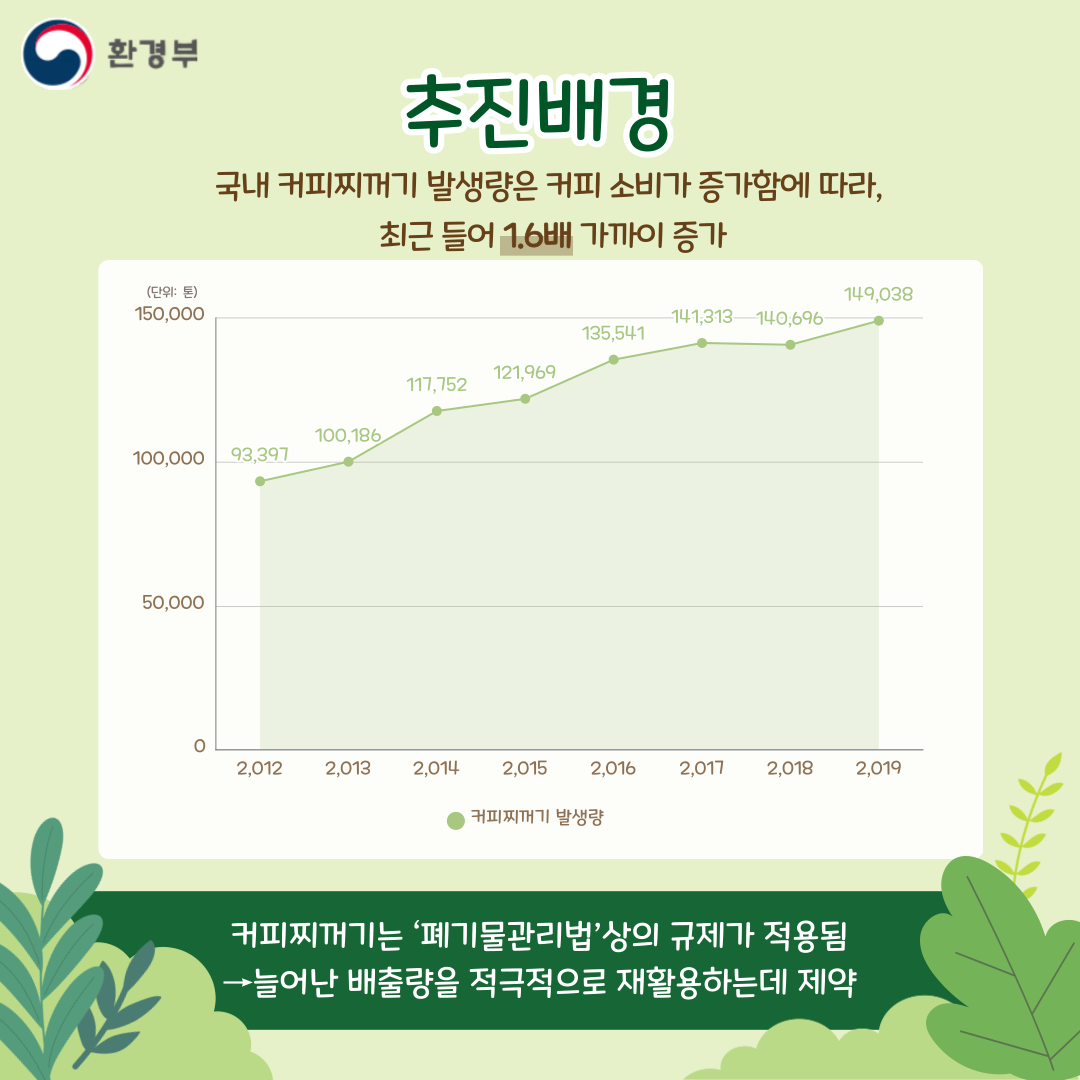 환경부
추진배경
국내 커피찌꺼기 발생량은 커피 소비가 증가함에 따라,
최근 들어 1.6배 가까이 증가
(단위: 톤)
150,000
100,000
50,000
0
93,397
100,186
117,752
121,969
135,541
141,313
140,696
149,038
2,012 2,013 2,014 2,015 2,016 2,017 2,018 2,019
커피찌꺼기 발생량
커피찌꺼기는 ‘폐기물관리법’상의 규제가 적용됨
→늘어난 배출량을 적극적으로 재활용하는데 제약